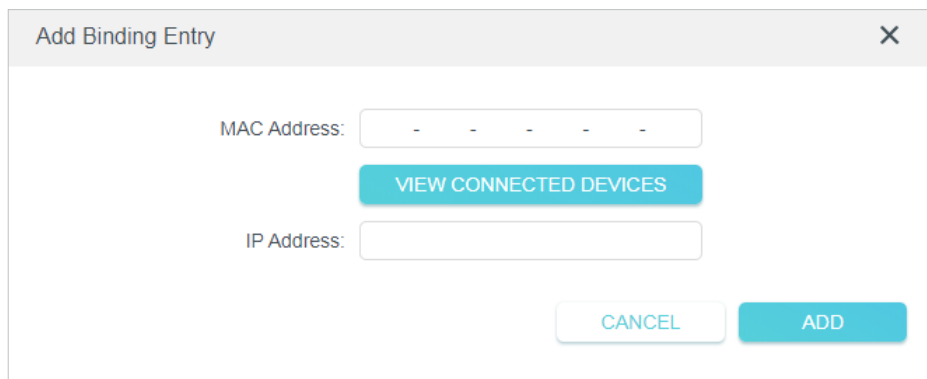 Add Binding Entry
MAC Address: - - - - -
VIEW CONNECTED DEVICES
IP Address:
CANCEL ADD